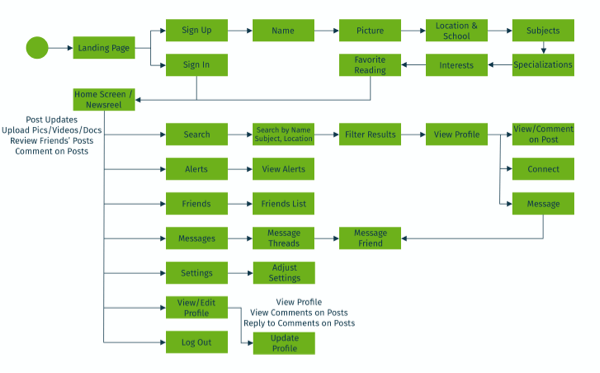 Sign Up
Name
Picture
Location &
School
Subjects
Landing Page
Sign In
Favorite
Reading
Interests
Specializations
Home Screen /
Newsreel
Post Updates
Upload Pics/Videos/Docs
Review Friends' Posts
Comment on Posts
Search
Search by Name
Subject, Location
Filter Results
View Profile
View/Comment
on Post
Alerts
View Alerts
Connect
Friends
Friends List
Message
Messages
Message
Threads
Message
Friend
Settings
Adjust
Settings
View/Edit
Profile
View Profile
View Comments on Posts
Reply to Comments on Posts
Log Out
Update
Profile